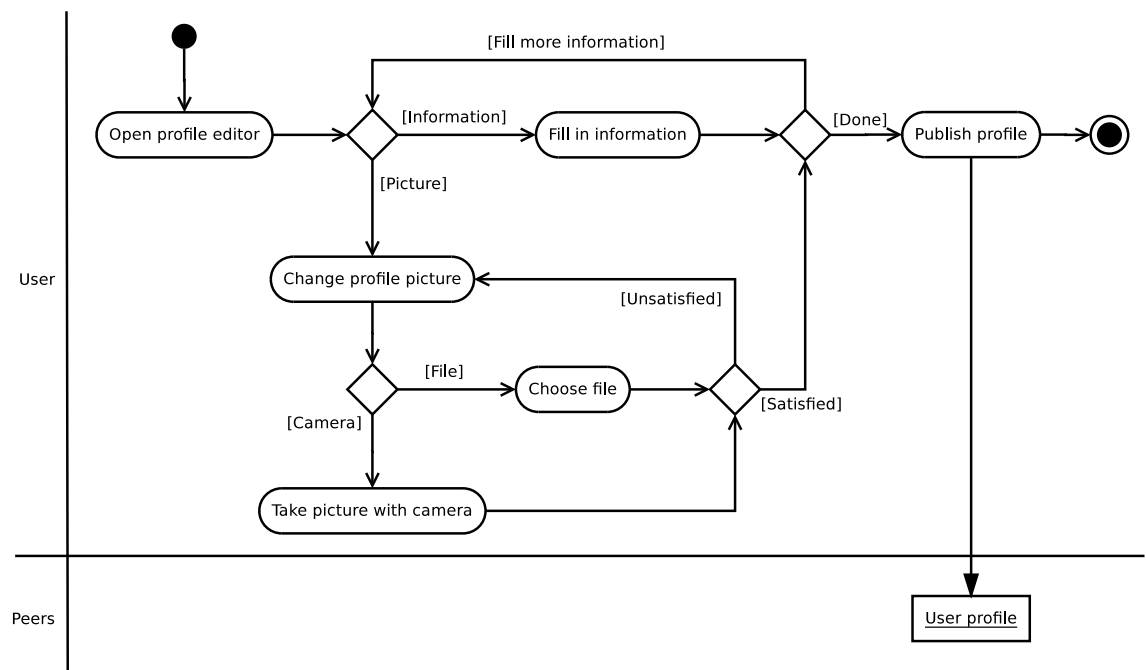 [Fill more information]
Open profile editor
[Information]
Fill in information
[Done]
Publish profile
[Picture]
User
Change profile picture
[Unsatisfied]
[File]
Choose file
[Satisfied]
[Camera]
Take picture with camera
Peers
User profile